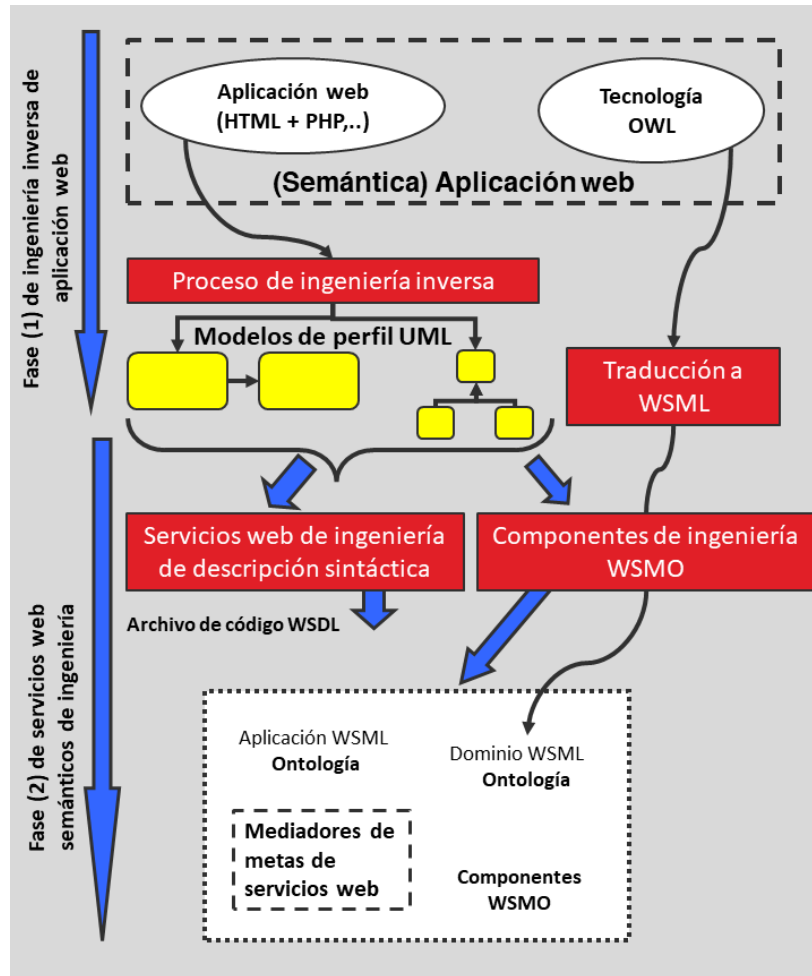 Fase (1) de ingeniería inversa de
aplicación web
Aplicación web
(HTML + PHP,..)
Tecnología
OWL
(Semántica) Aplicación web
Proceso de ingeniería inversa
Modelos de perfil UML
Traducción a
WSML
Fase (2) de servicios web
semánticos de ingeniería
Servicios web de ingeniería
de descripción sintáctica
Componentes de ingeniería
WSMO
Archivo de código WSDL
Aplicación WSML
Ontología
Dominio WSML
Ontología
Mediadores de
metas de
servicios web
Componentes
WSMO